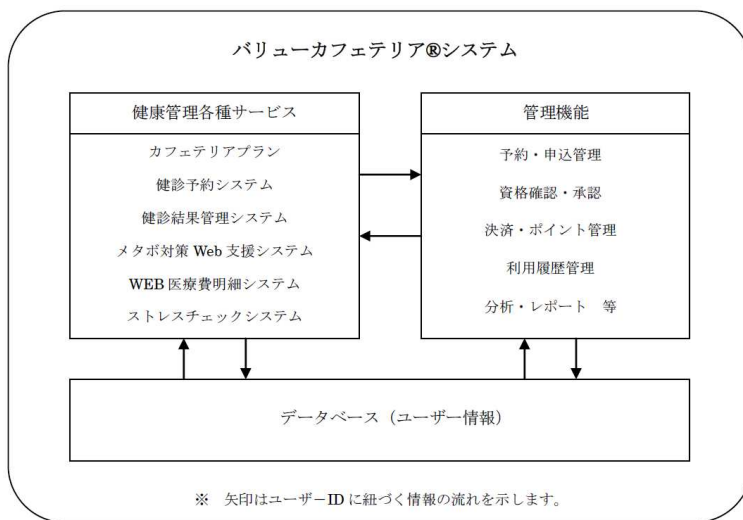 バリューカフェテリア®システム
健康管理各種サービス
カフェテリアプラン
健診予約システム
健診結果管理システム
メタボ対策 Web 支援システム
WEB 医療費明細システム
ストレスチェックシステム
管理機能
予約・申込管理
資格確認・承認
決済・ポイント管理
利用履歴管理
分析・レポート　等
データベース（ユーザー情報）
※　矢印はユーザーID に紐づく情報の流れを示します。